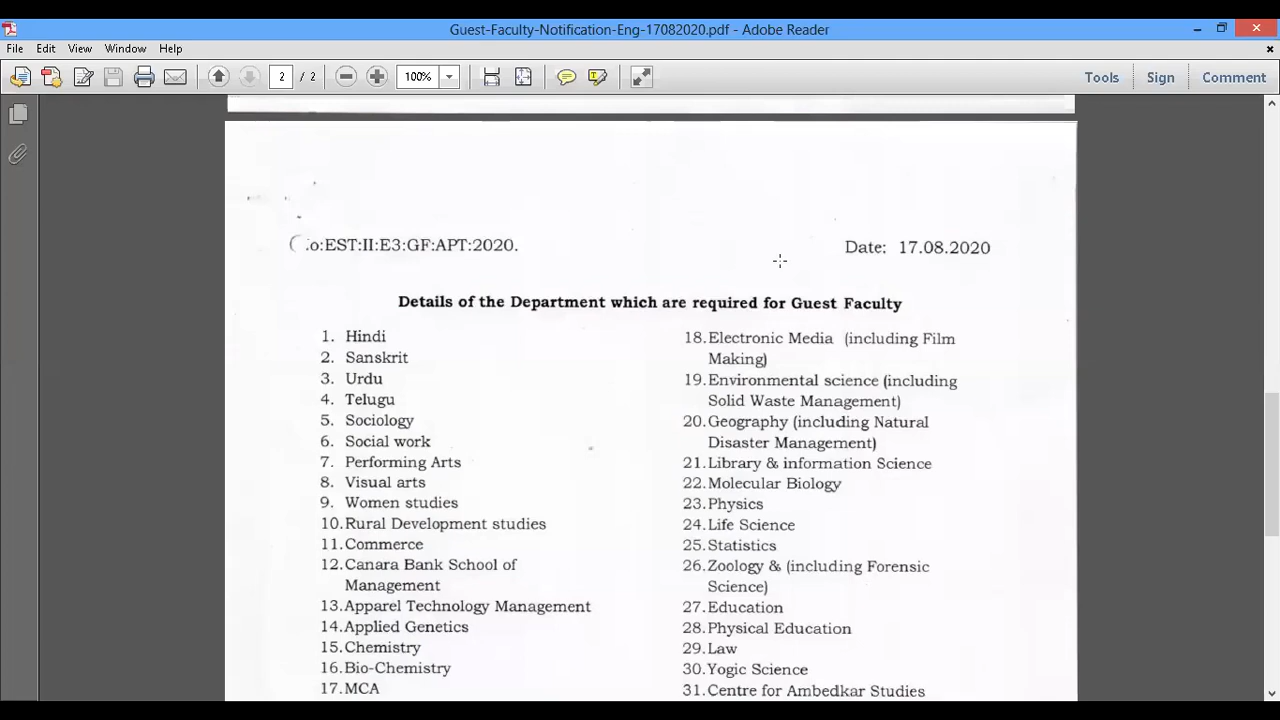 Guest-Faculty-Notification-Eng-17082020.pdf - Adobe Reader
File Edit View Window Help
2 / 2 100% Tools Sign Comment
o:EST:II:E3:GF:APT:2020. Date: 17.08.2020
Details of the Department which are required for Guest Faculty
1. Hindi
2. Sanskrit
3. Urdu
4. Telugu
5. Sociology
6. Social work
7. Performing Arts
8. Visual arts
9. Women studies
10. Rural Development studies
11. Commerce
12. Canara Bank School of
Management
13. Apparel Technology Management
14. Applied Genetics
15. Chemistry
16. Bio-Chemistry
17. MCA
18. Electronic Media (including Film
Making)
19. Environmental science (including
Solid Waste Management)
20. Geography (including Natural
Disaster Management)
21. Library & information Science
22. Molecular Biology
23. Physics
24. Life Science
25. Statistics
26. Zoology & (including Forensic
Science)
27. Education
28. Physical Education
29. Law
30. Yogic Science
31. Centre for Ambedkar Studies